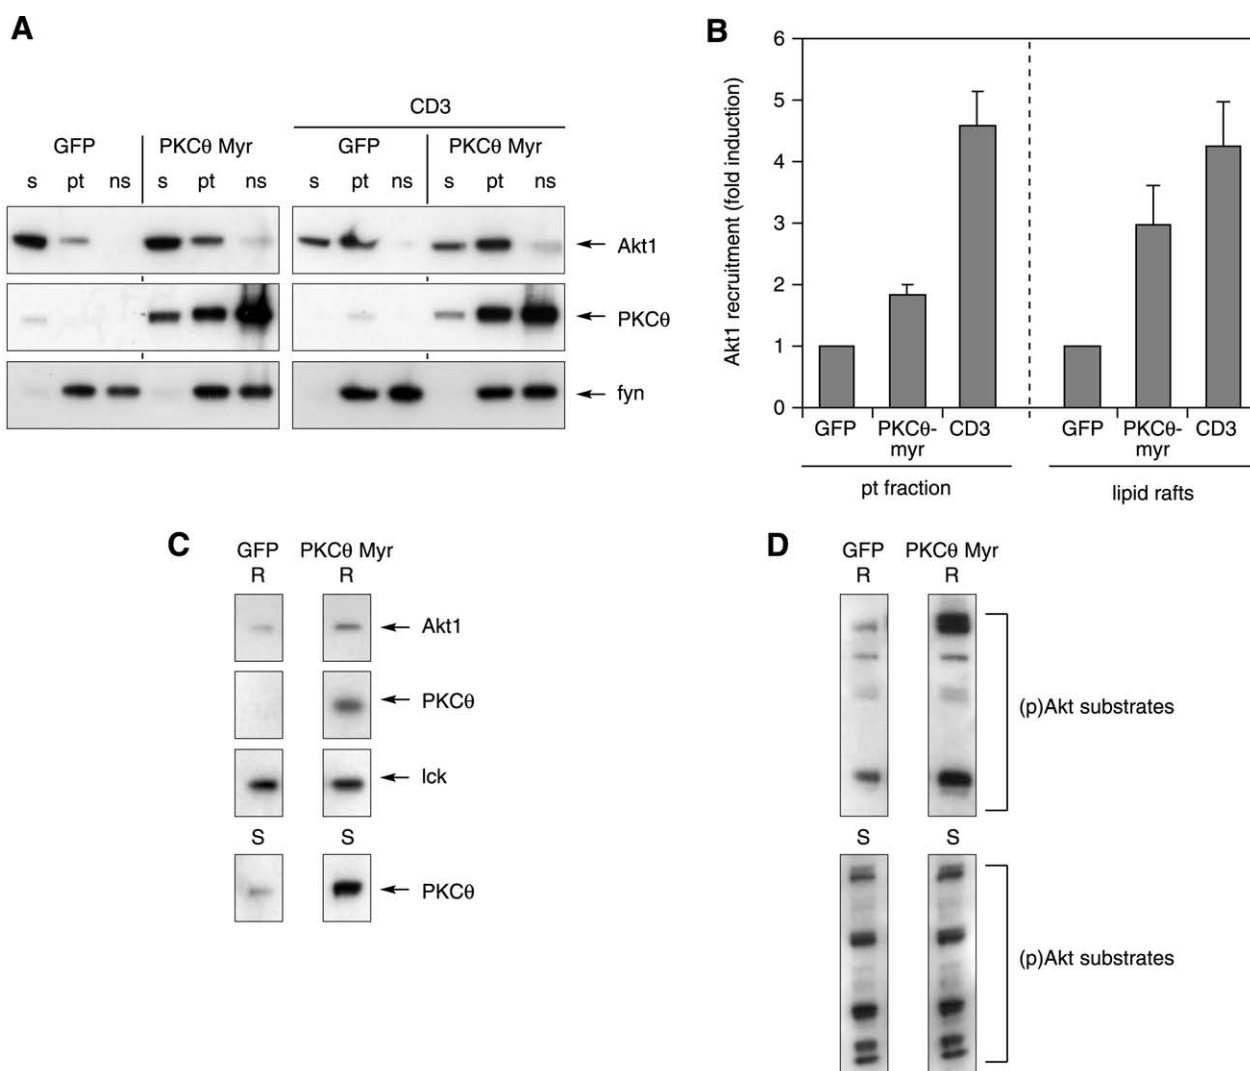 A
CD3
GFP PKCθ Myr GFP PKCθ Myr
s pt ns s pt ns s pt ns s pt ns
Akt1
PKCθ
fyn
B
Akt1 recruitment (fold induction)
6
5
4
3
2
1
0
GFP PKCθ- CD3 GFP PKCθ- CD3
myr myr
pt fraction lipid rafts
C
GFP PKCθ Myr
R R
Akt1
PKCθ
lck
S S
PKCθ
D
GFP PKCθ Myr
R R
(p)Akt substrates
S S
(p)Akt substrates